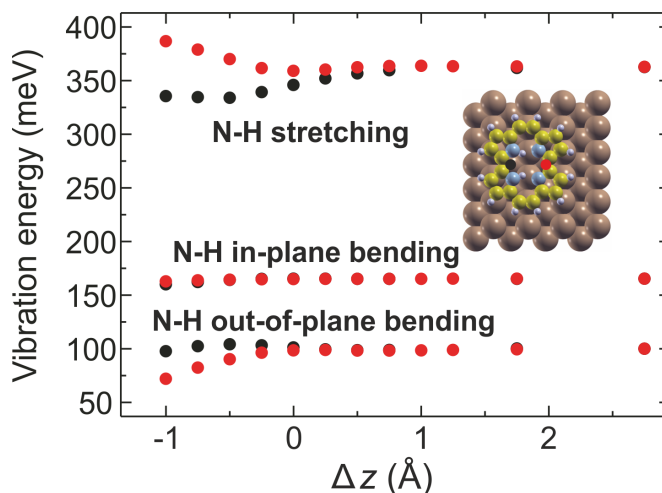 Vibration energy (meV)
400
350
300
250
200
150
100
50
N-H stretching
N-H in-plane bending
N-H out-of-plane bending
-1
0
1
2
Δz (Å)